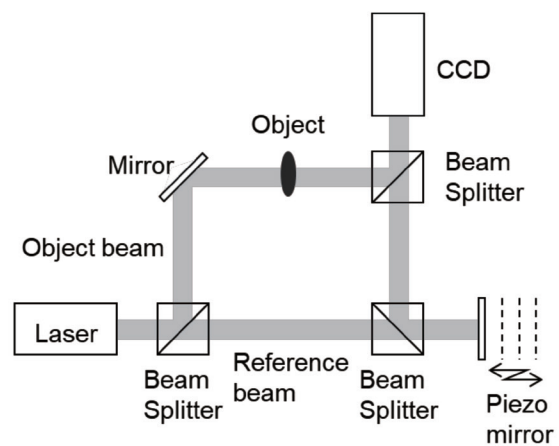 CCD
Object
Mirror
Beam
Splitter
Object beam
Laser
Reference
beam
Beam
Splitter
Beam
Splitter
Piezo
mirror